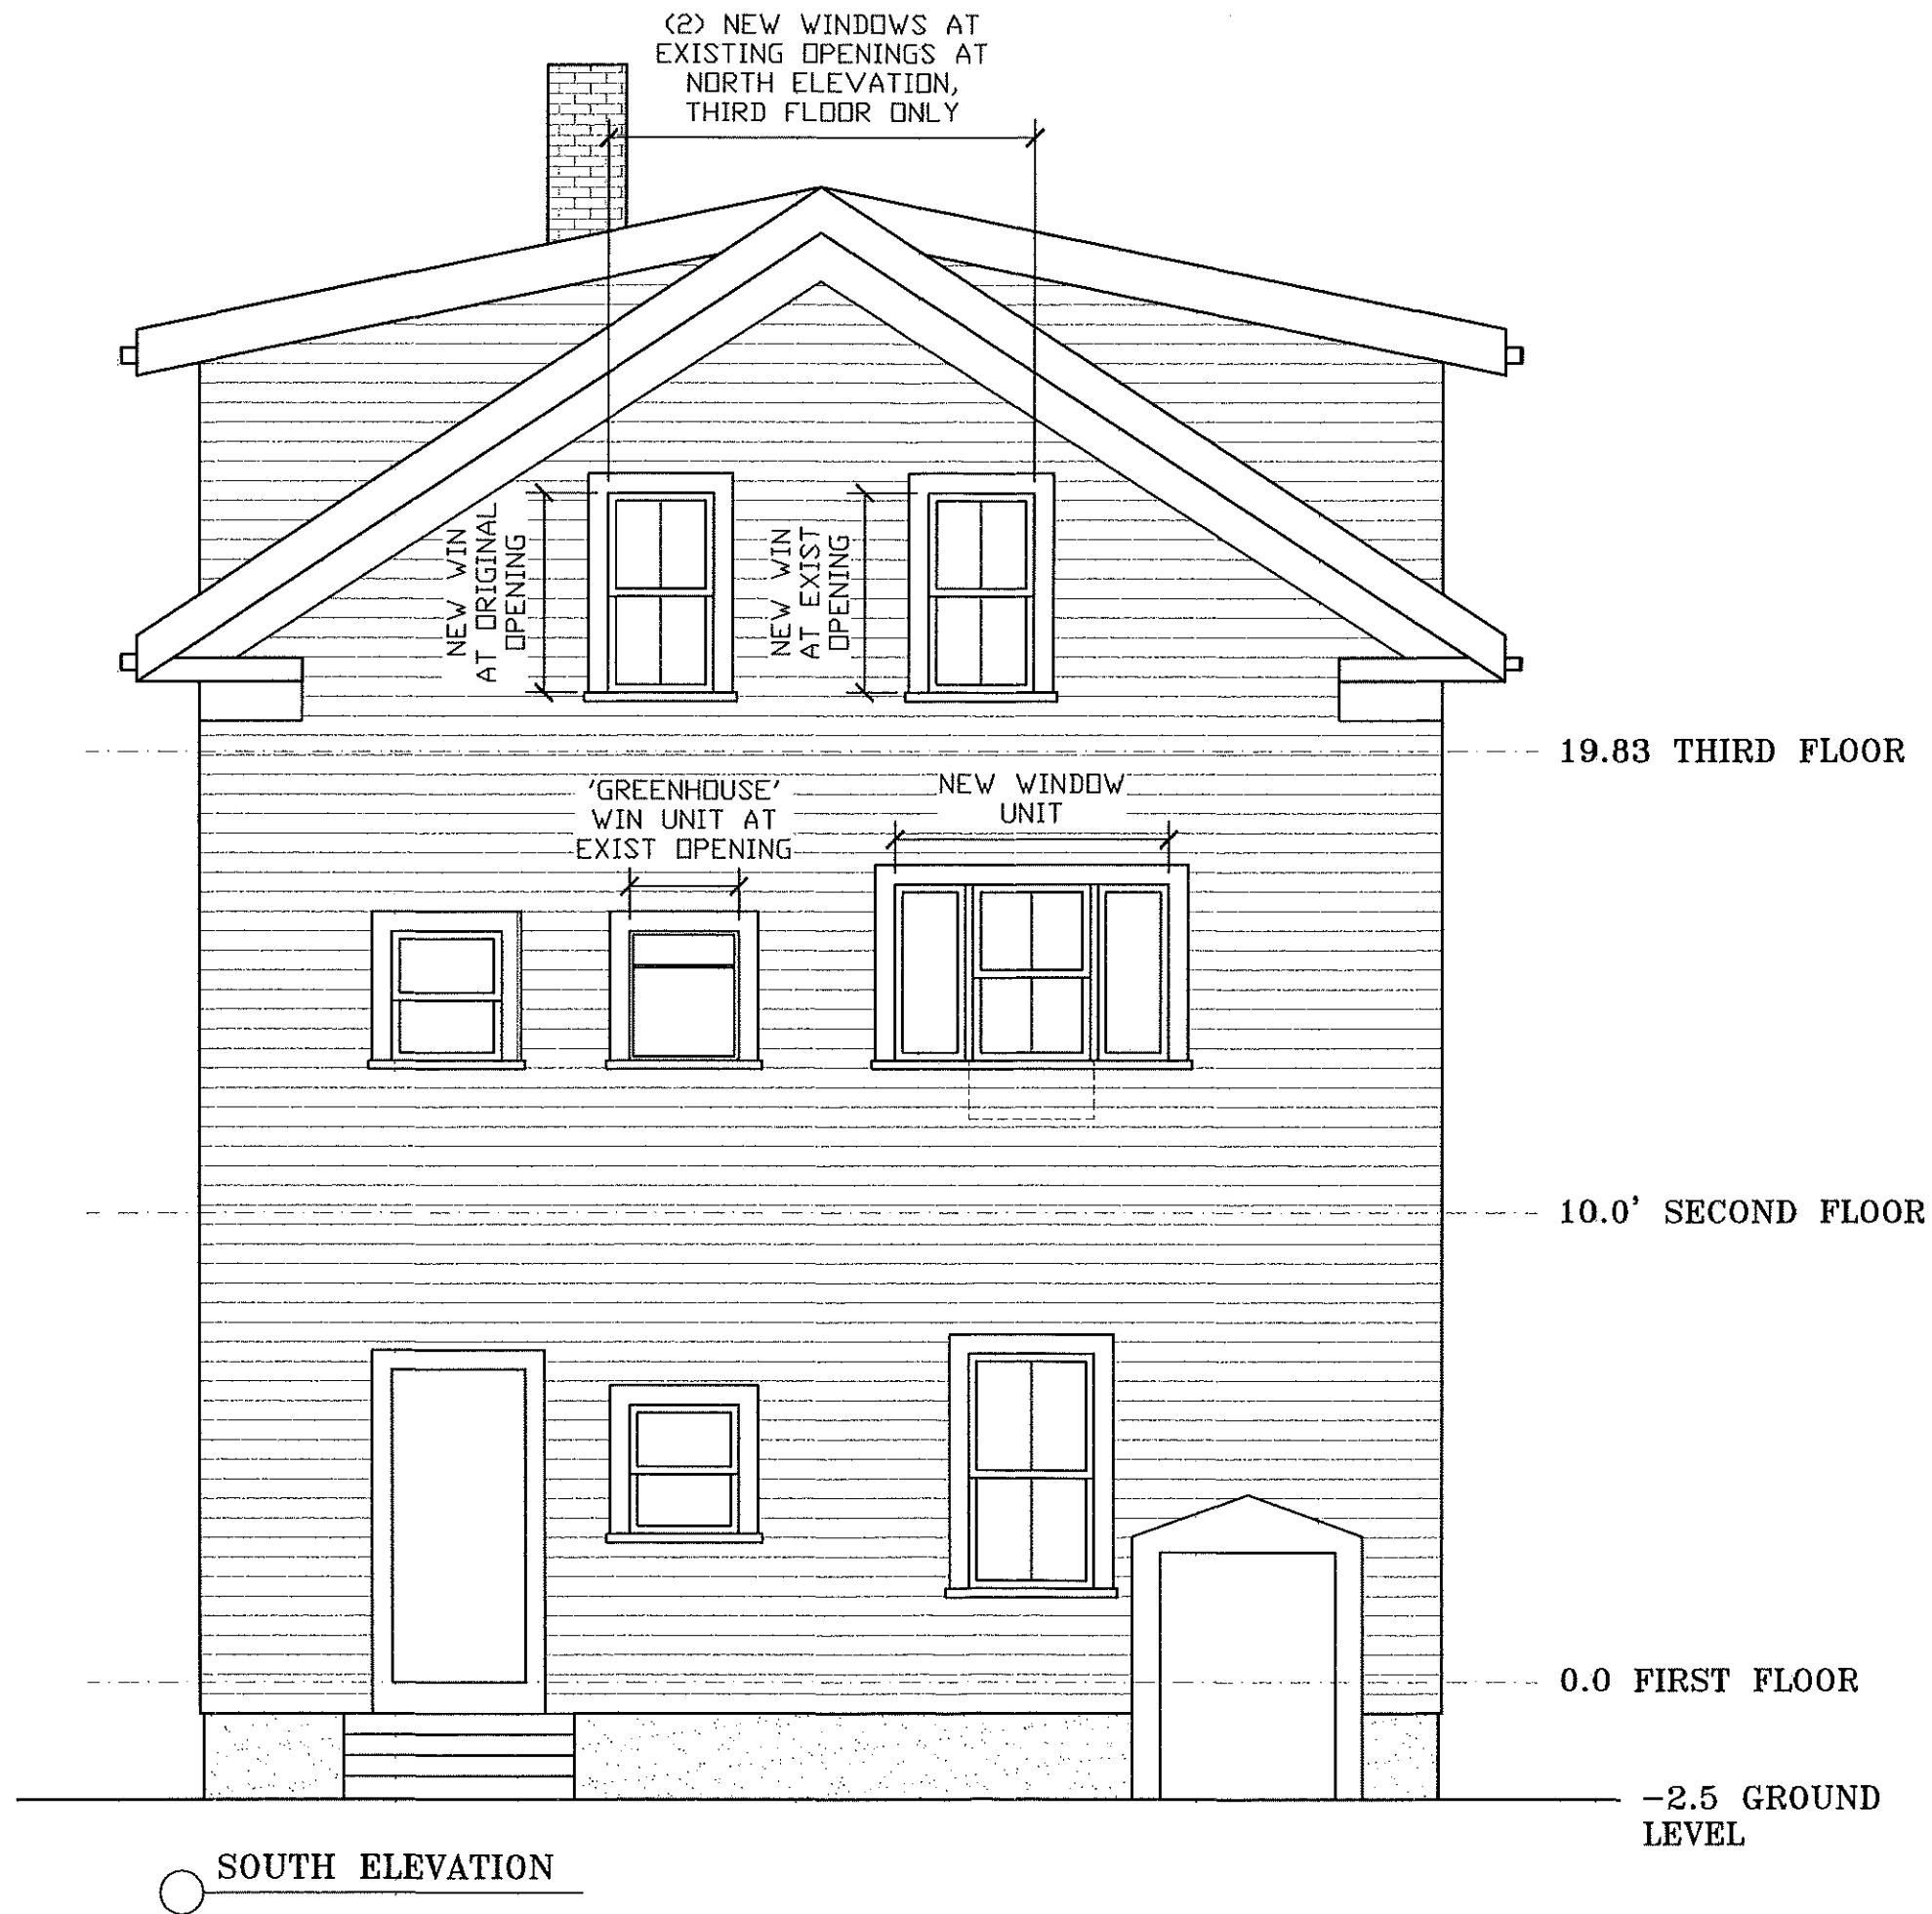 (2) NEW WINDOWS AT
EXISTING OPENINGS AT
NORTH ELEVATION,
THIRD FLOOR ONLY
NEW WIN
AT ORIGINAL
OPENING
NEW WIN
AT EXIST
OPENING
19.83 THIRD FLOOR
'GREENHOUSE'
WIN UNIT AT
EXIST OPENING
NEW WINDOW
UNIT
10.0' SECOND FLOOR
0.0 FIRST FLOOR
-2.5 GROUND
LEVEL
SOUTH ELEVATION